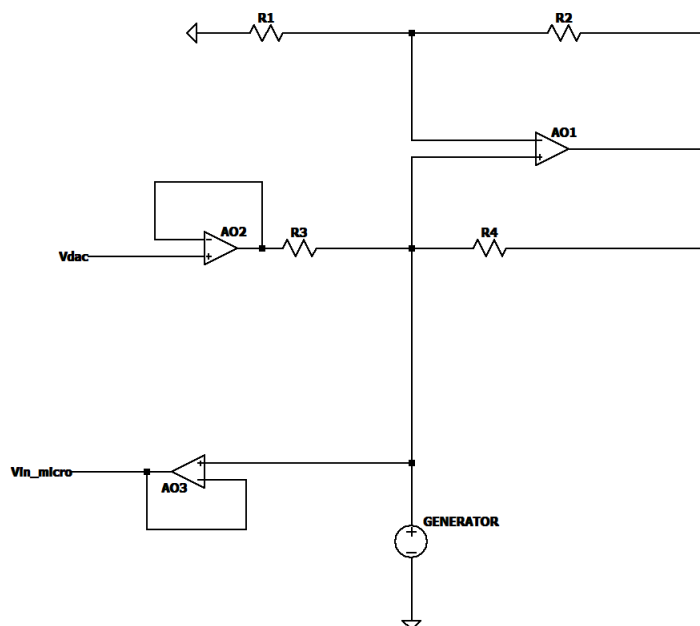 R1
R2
AO1
AO2
R3
R4
Vdac
Vin_micro
AO3
GENERATOR